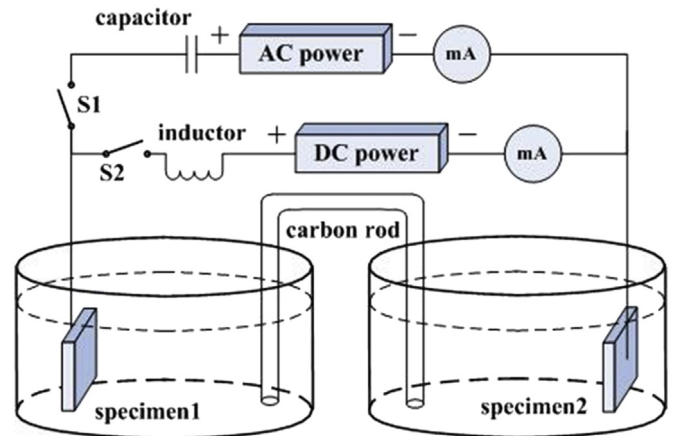 capacitor
+ AC power − mA
S1
inductor
S2
+ DC power − mA
carbon rod
specimen1
specimen2